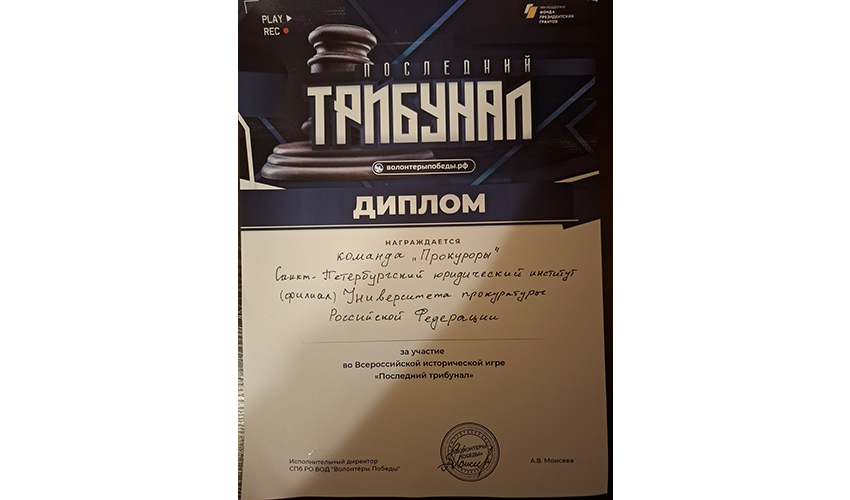 PLAY
REC
ПРИ ПОДДЕРЖКЕ
ФОНДА
ПРЕЗИДЕНТСКИХ
ГРАНТОВ
ПОСЛЕДНИЙ
ТРИБУНАЛ
волонтерыпобеды.рф
ДИПЛОМ
НАГРАЖДАЕТСЯ
команда „Прокуроры"
Санкт-Петербургский юридический институт
(филиал) Университета прокуратуры
Российской Федерации
за участие
во Всероссийской исторической игре
«Последний трибунал»
Исполнительный директор
СПб РО ВОД "Волонтёры Победы"
А.В. Моисеев
ВОЛОНТЕРЫ
ПОБЕДЫ